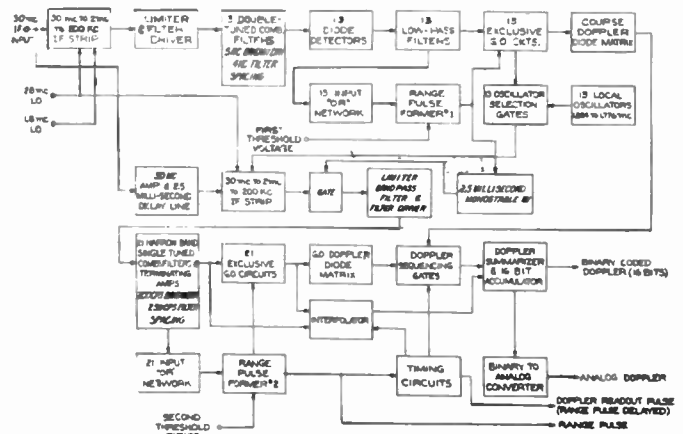 30 MC
IF
INPUT
30 MC TO 2 MC
TO 200 KC
IF STRIP
LIMITER
&
FILTER
DRIVER
13 DOUBLE-
TUNED COMB
FILTERS
FILTER
SPACING
13
DIODE
DETECTORS
13
LOW-PASS
FILTERS
13
EXCLUSIVE
G.O. CKTS.
COURSE
DOPPLER
DIODE MATRIX
28 MC
LO
1.8 MC
LO
13 INPUT
"OR"
NETWORK
RANGE
PULSE
FORMER #1
13 OSCILLATOR
SELECTION
GATES
13 LOCAL
OSCILLATORS
FIRST
THRESHOLD
VOLTAGE
30 MC
AMP & 2.5
MILLI-SECOND
DELAY LINE
30 MC TO 2 MC
TO 200 KC
IF STRIP
GATE
LIMITER
BAND PASS
FILTER &
FILTER DRIVER
2.5 MILLISECOND
MONOSTABLE MV
21 NARROW BAND
SINGLE TUNED
COMB FILTERS &
TERMINATING
AMPS
FILTER
SPACING
21
EXCLUSIVE
G.O CIRCUITS
G.O DOPPLER
DIODE
MATRIX
DOPPLER
SEQUENCING
GATES
DOPPLER
SUMMARIZER
& 16 BIT
ACCUMULATOR
BINARY CODED
DOPPLER (16 BITS)
INTERPOLATOR
21 INPUT
"OR"
NETWORK
RANGE
PULSE
FORMER #2
TIMING
CIRCUITS
BINARY TO
ANALOG
CONVERTER
ANALOG DOPPLER
DOPPLER READOUT PULSE
(RANGE PULSE DELAYED)
RANGE PULSE
SECOND
THRESHOLD